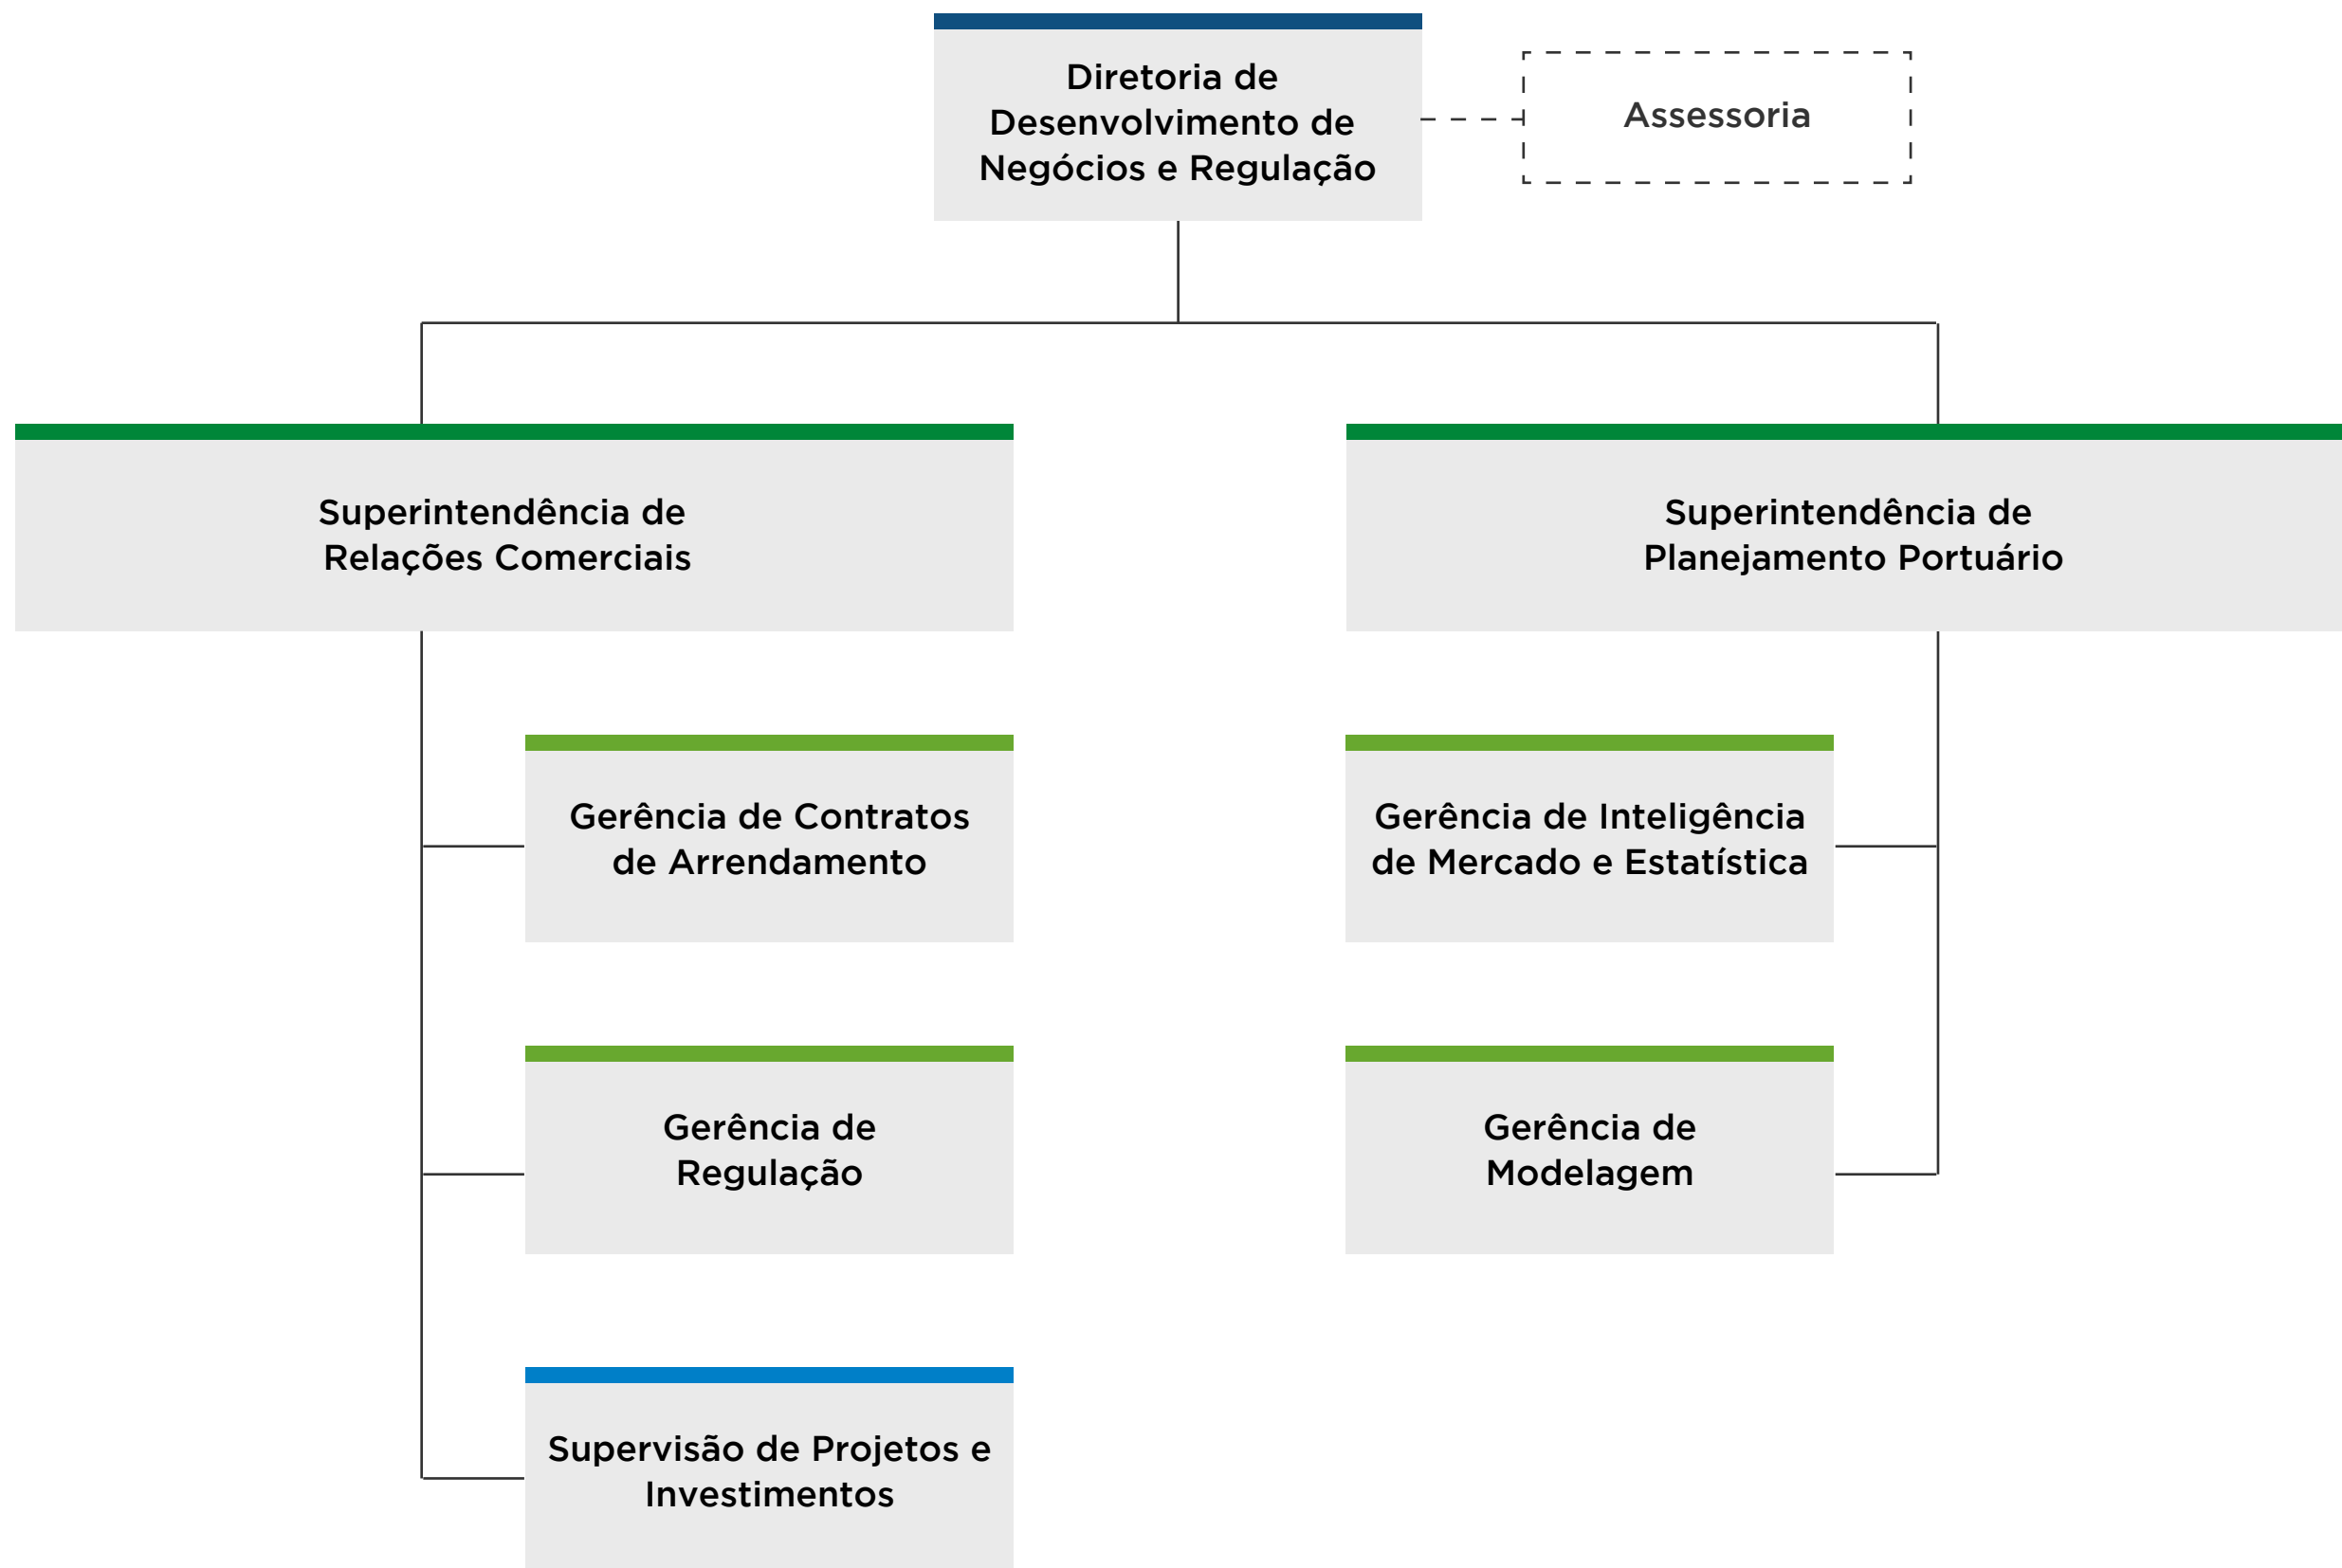 Diretoria de
Desenvolvimento de
Negócios e Regulação
Assessoria
Superintendência de
Relações Comerciais
Superintendência de
Planejamento Portuário
Gerência de Contratos
de Arrendamento
Gerência de Inteligência
de Mercado e Estatística
Gerência de
Regulação
Gerência de
Modelagem
Supervisão de Projetos e
Investimentos